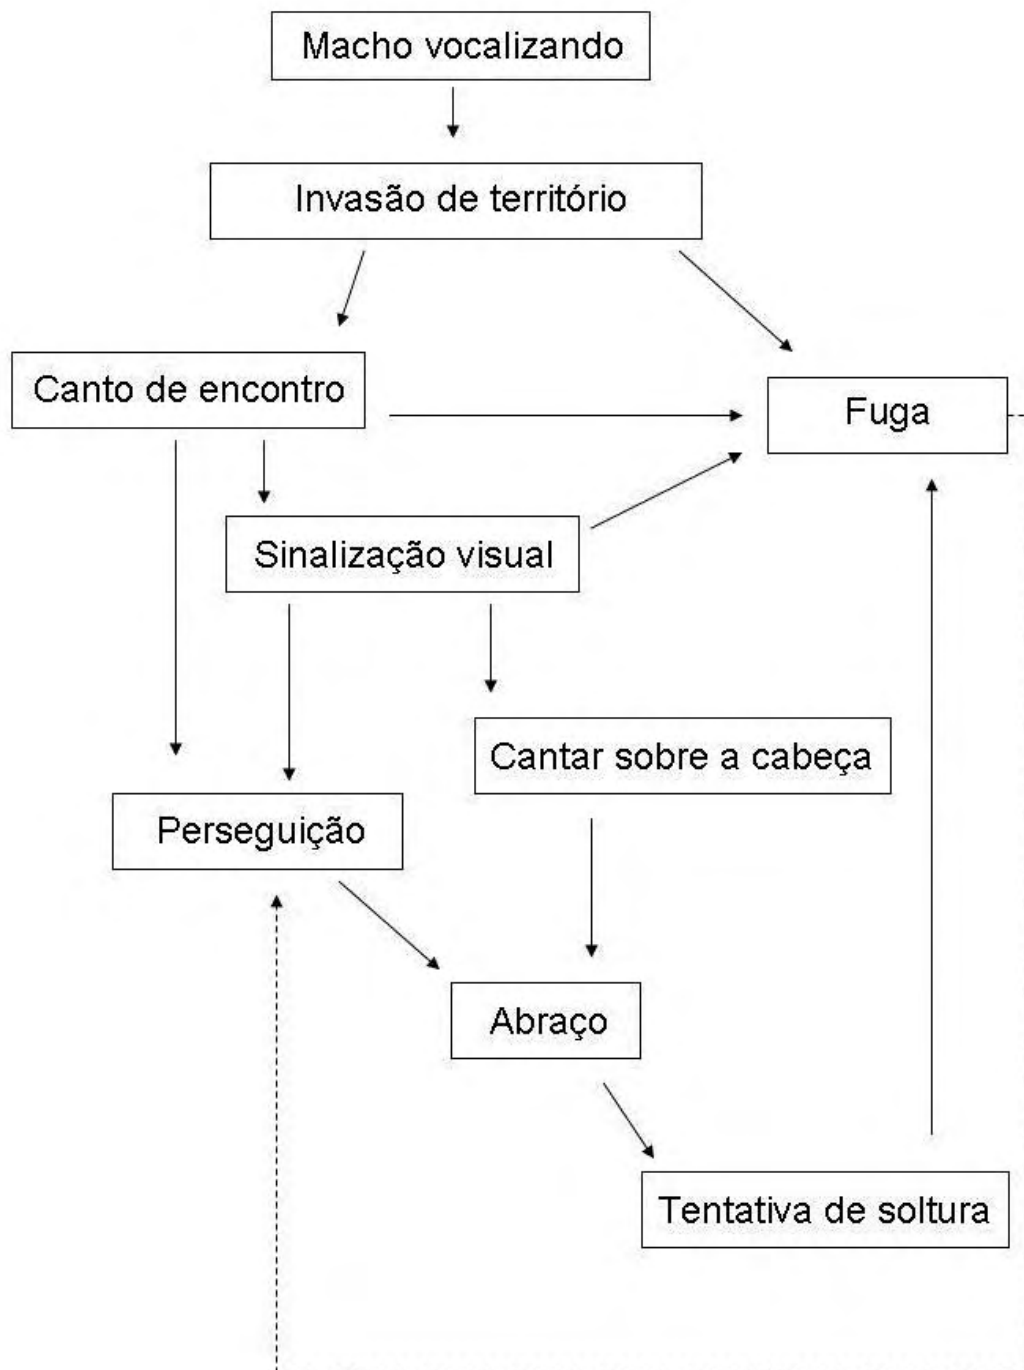 Macho vocalizando
Invasão de território
Canto de encontro
Fuga
Sinalização visual
Cantar sobre a cabeça
Perseguição
Abraço
Tentativa de soltura